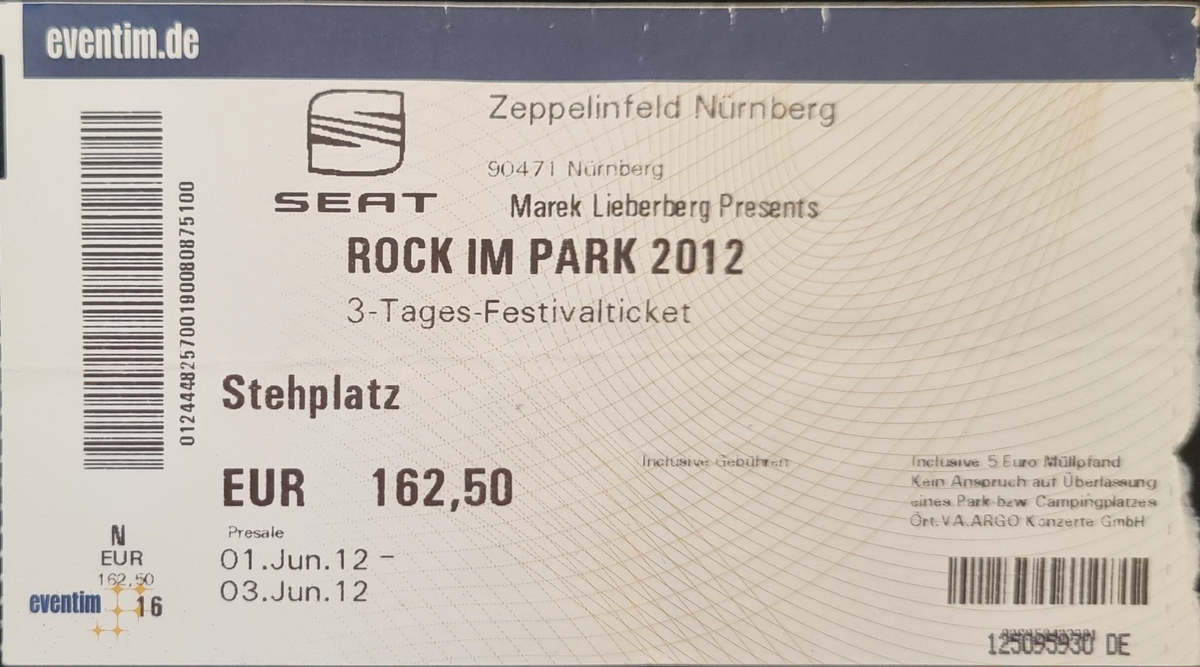 eventim.de
012444825700190080875100
SEAT
Zeppelinfeld Nürnberg
90471 Nürnberg
Marek Lieberberg Presents
ROCK IM PARK 2012
3-Tages-Festivalticket
Stehplatz
EUR 162,50
Inclusive Gebühren
Inclusive 5 Euro Müllpfand
Kein Anspruch auf Überlassung
eines Park-bzw Campingplatzes
Ört.VA.ARGO Konzerte GmbH
Presale
01.Jun.12 –
03.Jun.12
N
EUR
162,50
eventim 16
125095930 DE